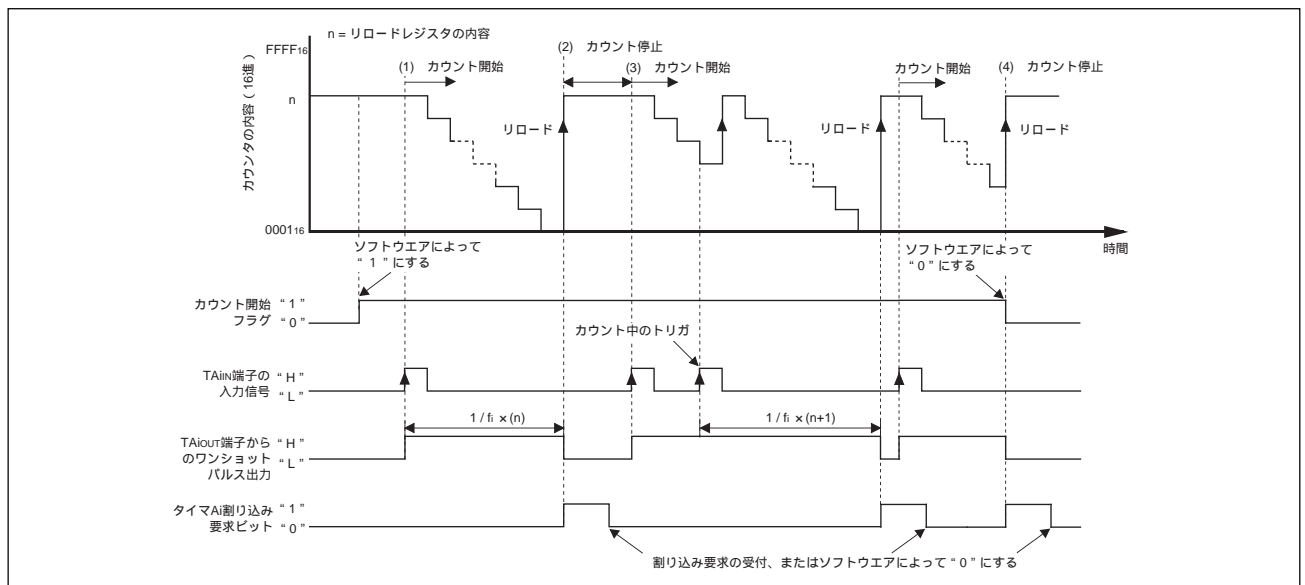 n = リロードレジスタの内容
FFFF16
カウンタの内容 ( 16進 )
n
000116
(1) カウント開始
(2) カウント停止
(3) カウント開始
カウント開始
(4) カウント停止
リロード
リロード
リロード
時間
ソフトウエアによって
“ 1 ” にする
ソフトウエアによって
“ 0 ” にする
カウント開始 “ 1 ”
フラグ “ 0 ”
カウント中のトリガ
TAiIN端子の “ H ”
入力信号 “ L ”
1 / fi × (n)
1 / fi × (n+1)
TAiOUT端子から “ H ”
のワンショット “ L ”
パルス出力
タイマAi割り込み “ 1 ”
要求ビット “ 0 ”
割り込み要求の受付、またはソフトウエアによって “ 0 ” にする